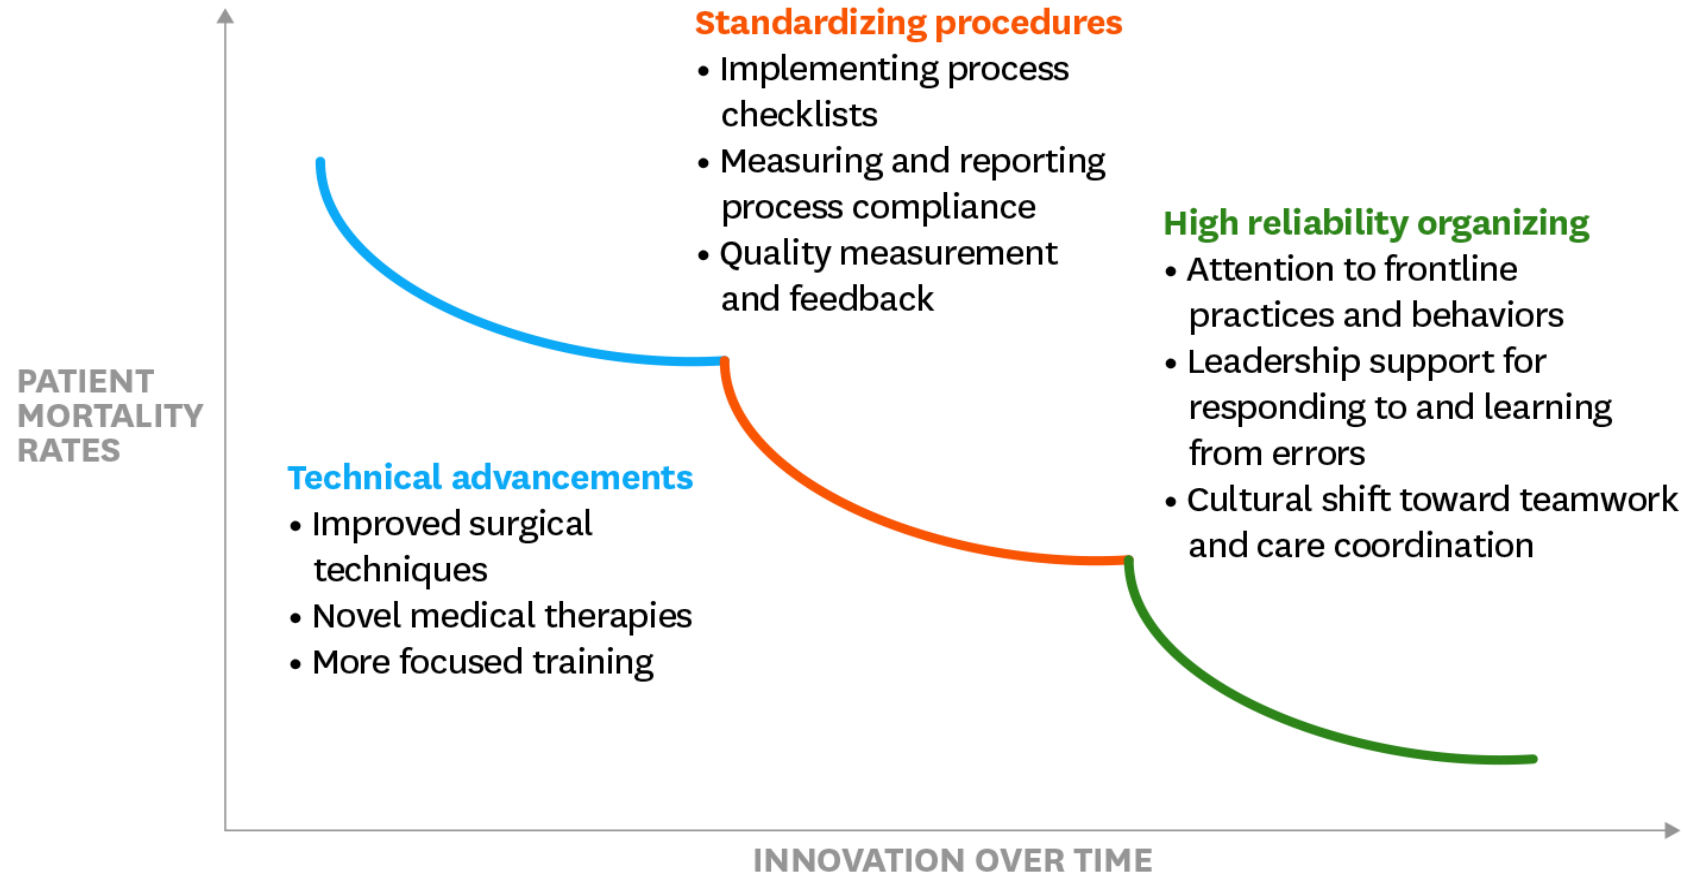 Standardizing procedures
• Implementing process
checklists
• Measuring and reporting
process compliance
• Quality measurement
and feedback
High reliability organizing
• Attention to frontline
practices and behaviors
• Leadership support for
responding to and learning
from errors
• Cultural shift toward teamwork
and care coordination
PATIENT
MORTALITY
RATES
Technical advancements
• Improved surgical
techniques
• Novel medical therapies
• More focused training
INNOVATION OVER TIME